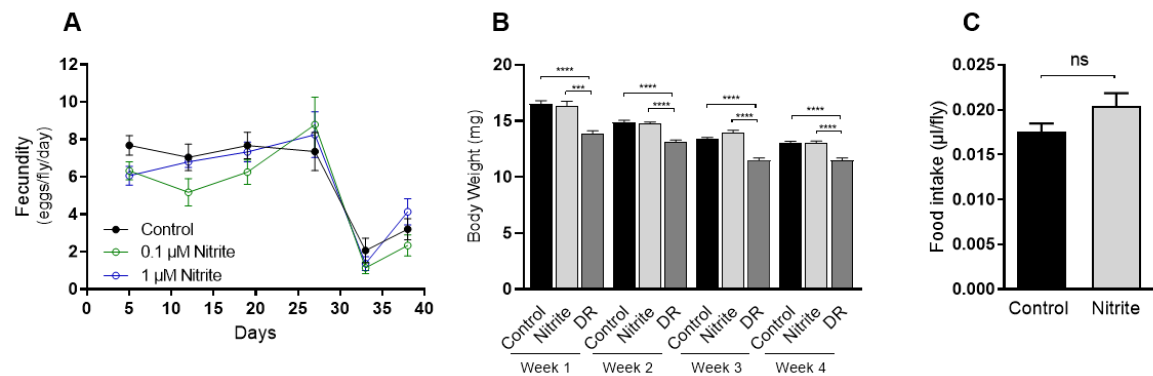 A
Fecundity
(eggs/fly/day)
12
10
8
6
4
2
0
Control
0.1 µM Nitrite
1 µM Nitrite
0
5
10
15
20
25
30
35
40
Days
B
Body Weight (mg)
20
15
10
5
0
****
***
****
****
****
****
****
****
Control
Nitrite
DR
Control
Nitrite
DR
Control
Nitrite
DR
Control
Nitrite
DR
Week 1
Week 2
Week 3
Week 4
C
Food intake (µl/fly)
0.025
0.020
0.015
0.010
0.005
0.000
ns
Control
Nitrite